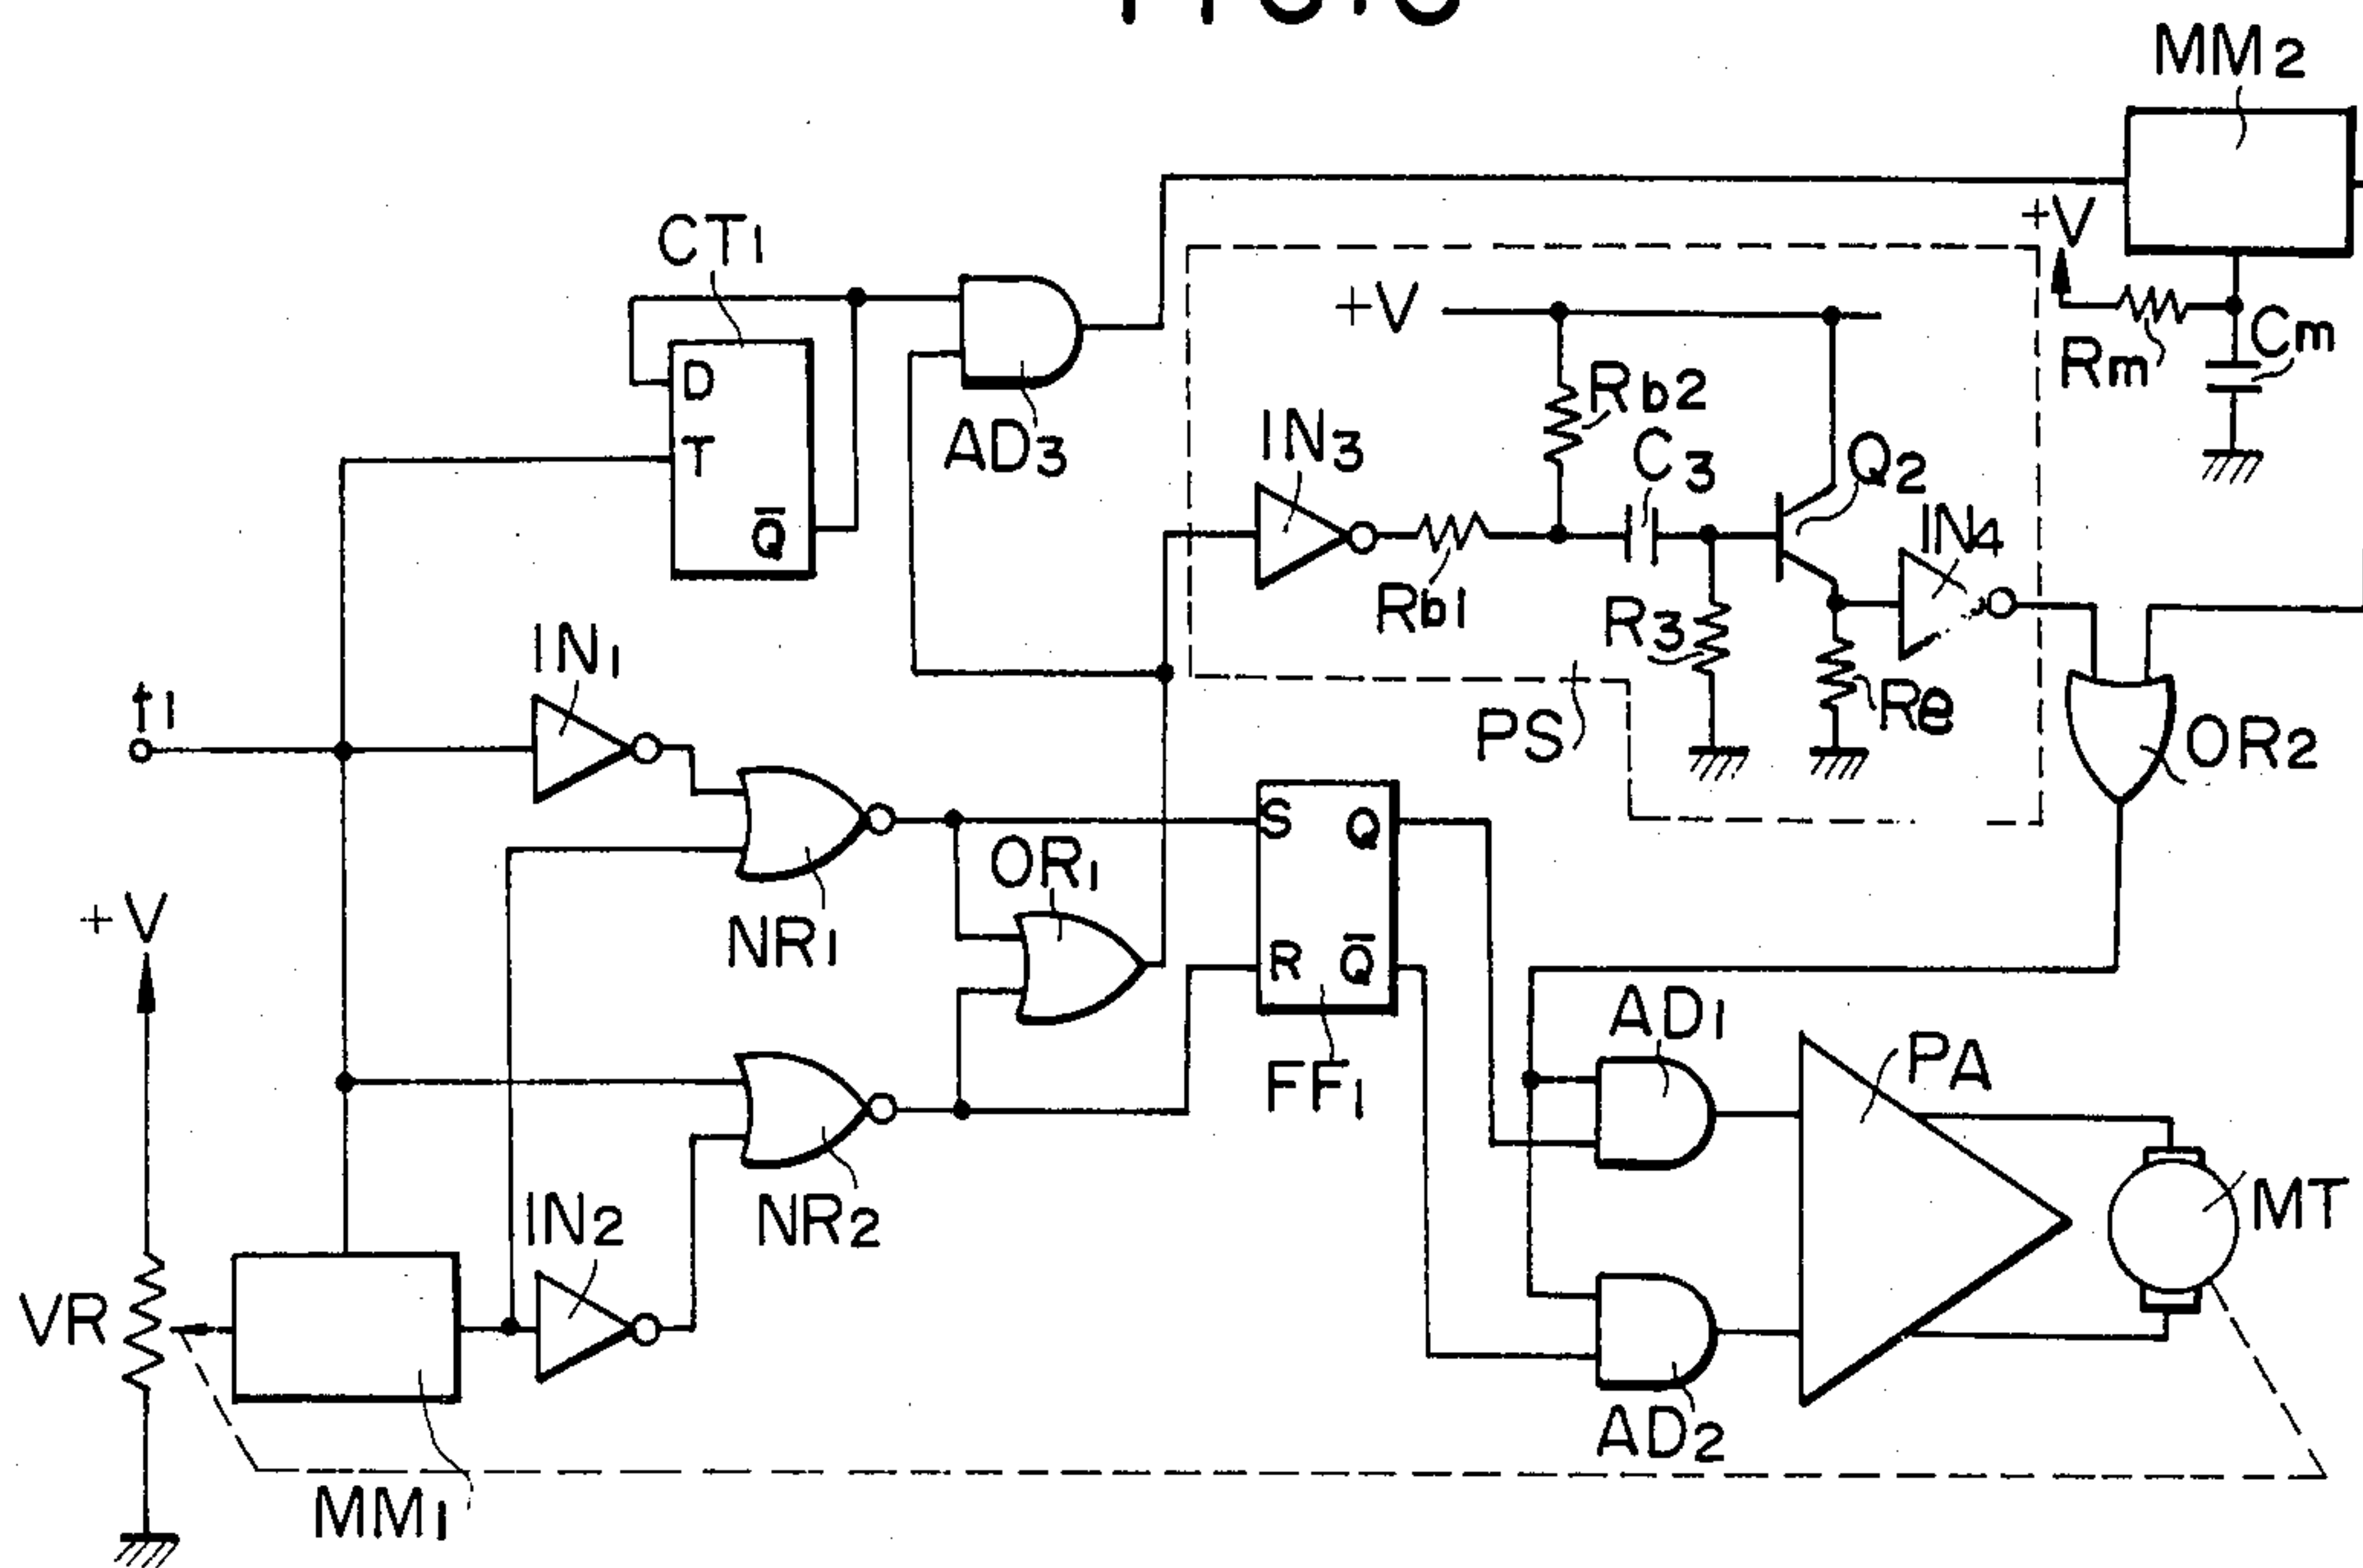 MM2
+V
CT1
+V
Cm
Rm
D
Rb2
AD3
IN3
C3
Q2
T
IN4
Q̅
Rb1
R3
IN1
t1
Re
PS
OR2
S
Q
OR1
+V
NR1
R
Q̅
AD1
FF1
PA
IN2
NR2
MT
VR
AD2
MM1